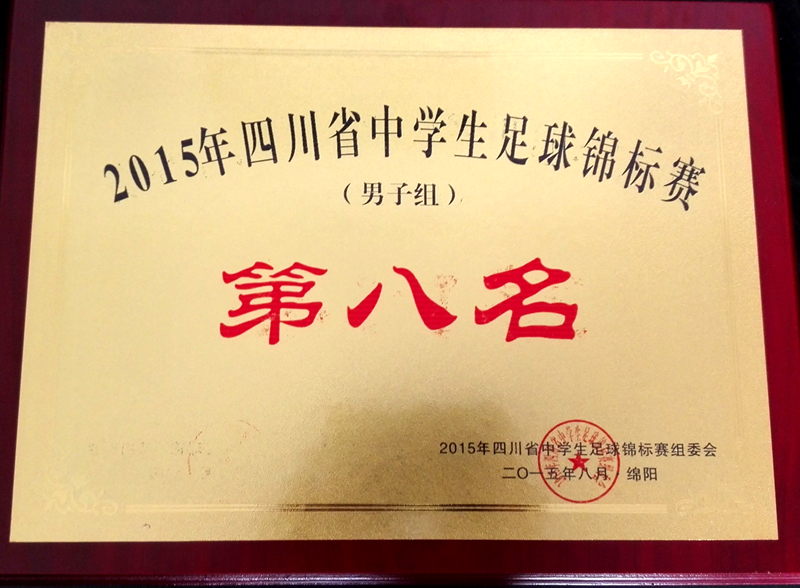 2015年四川省中学生足球锦标赛
（男子组）
第八名
2015年四川省中学生足球锦标赛组委会
二〇一五年八月·绵阳